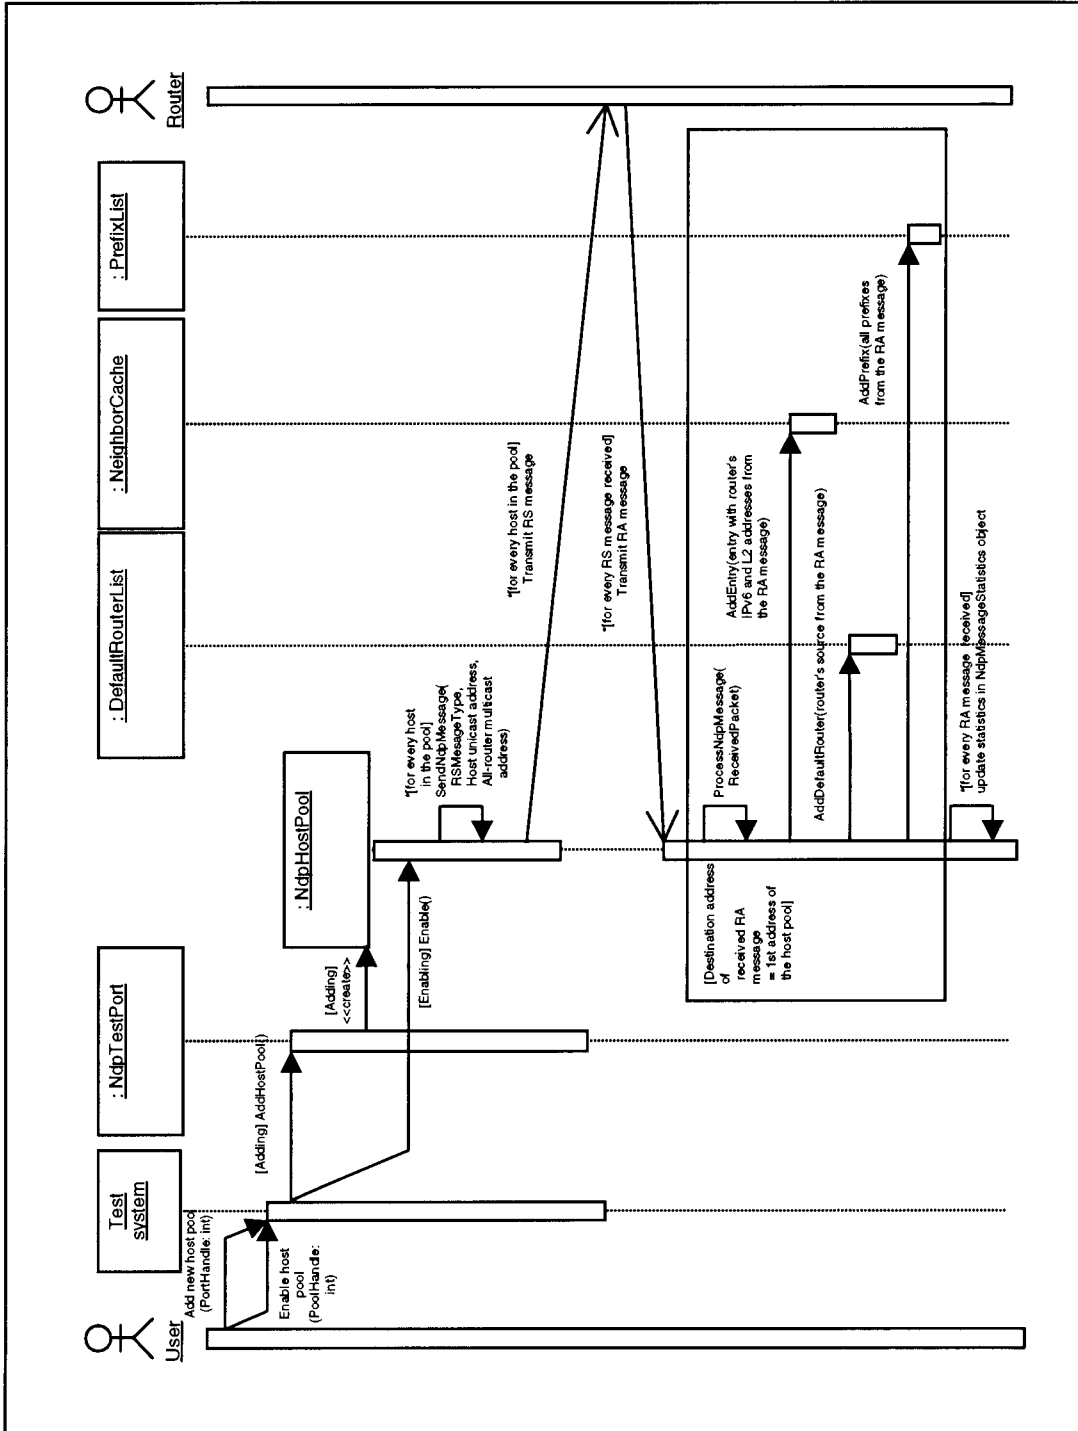 User
Test
system
: NdpTestPort
: NdpHostPool
: DefaultRouterList
: NeighborCache
: PrefixList
Router
Add new host pool
(PortHandle: int)
Enable host
pool
(PoolHandle:
int)
[Adding] AddHostPool()
[Adding]
<<create>>
[Enabling] Enable()
*[for every host
in the pool]
SendNdpMessage(
RSMesageType,
Host unicast address,
All-router multicast
address)
*[for every host in the pool]
Transmit RS message
*[for every RS message received]
Transmit RA message
[Destination address
of received RA
message
= 1st address of
the host pool]
ProcessNdpMessage(
ReceivedPacket)
AddEntry(entry with router's
IPv6 and L2 addresses from
the RA message)
AddDefaultRouter(router's source from the RA message)
AddPrefix(all prefixes
from the RA message)
*[for every RA message received]
update statistics in NdpMessageStatistics object